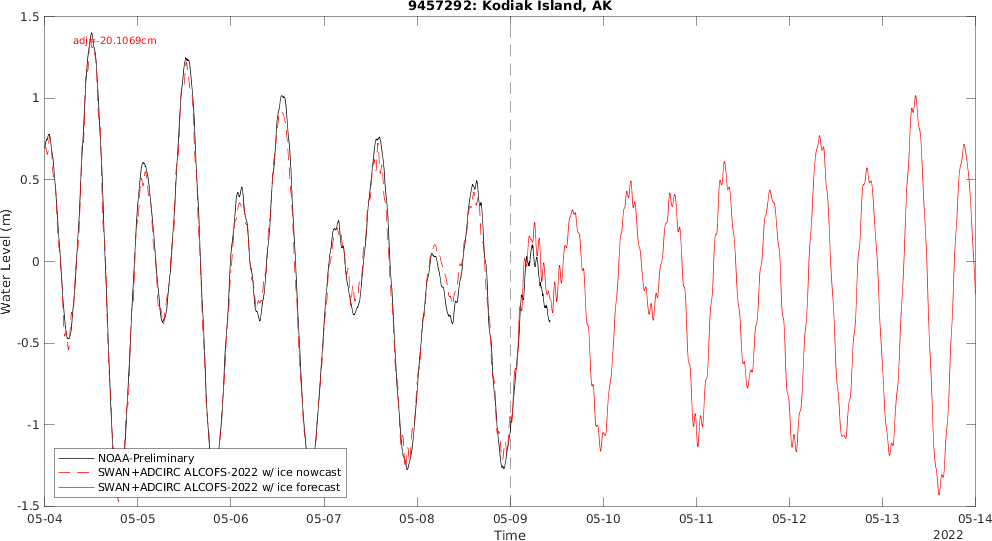 9457292: Kodiak Island, AK
adj=-20.1069cm
Water Level (m)
1.5
1
0.5
0
-0.5
-1
-1.5
NOAA-Preliminary
SWAN+ADCIRC ALCOFS-2022 w/ ice nowcast
SWAN+ADCIRC ALCOFS-2022 w/ ice forecast
05-04 05-05 05-06 05-07 05-08 05-09 05-10 05-11 05-12 05-13 05-14
Time
2022